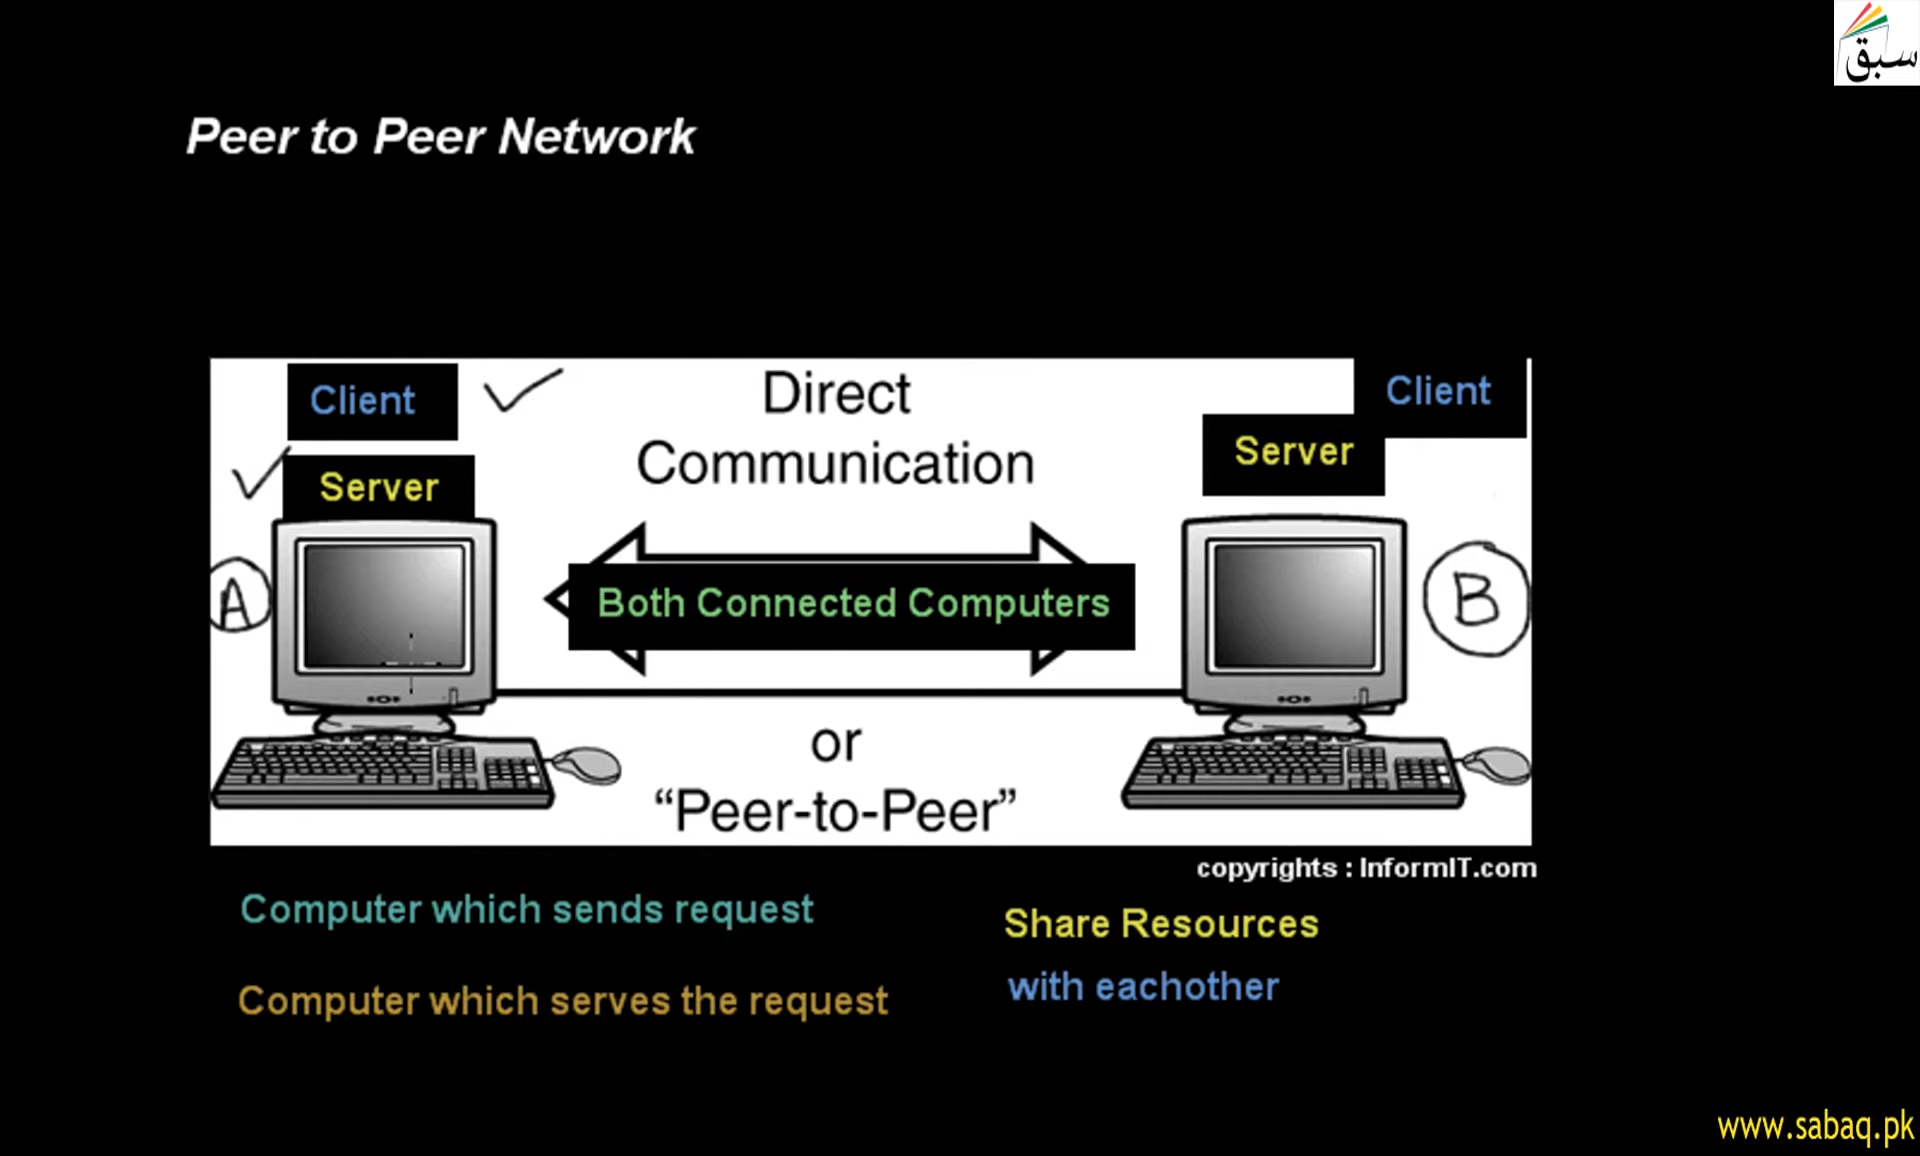 سبق
Peer to Peer Network
Client
Direct
Client
Communication
Server
Server
A
Both Connected Computers
B
or
“Peer-to-Peer”
copyrights : InformIT.com
Computer which sends request
Share Resources
with eachother
Computer which serves the request
www.sabaq.pk